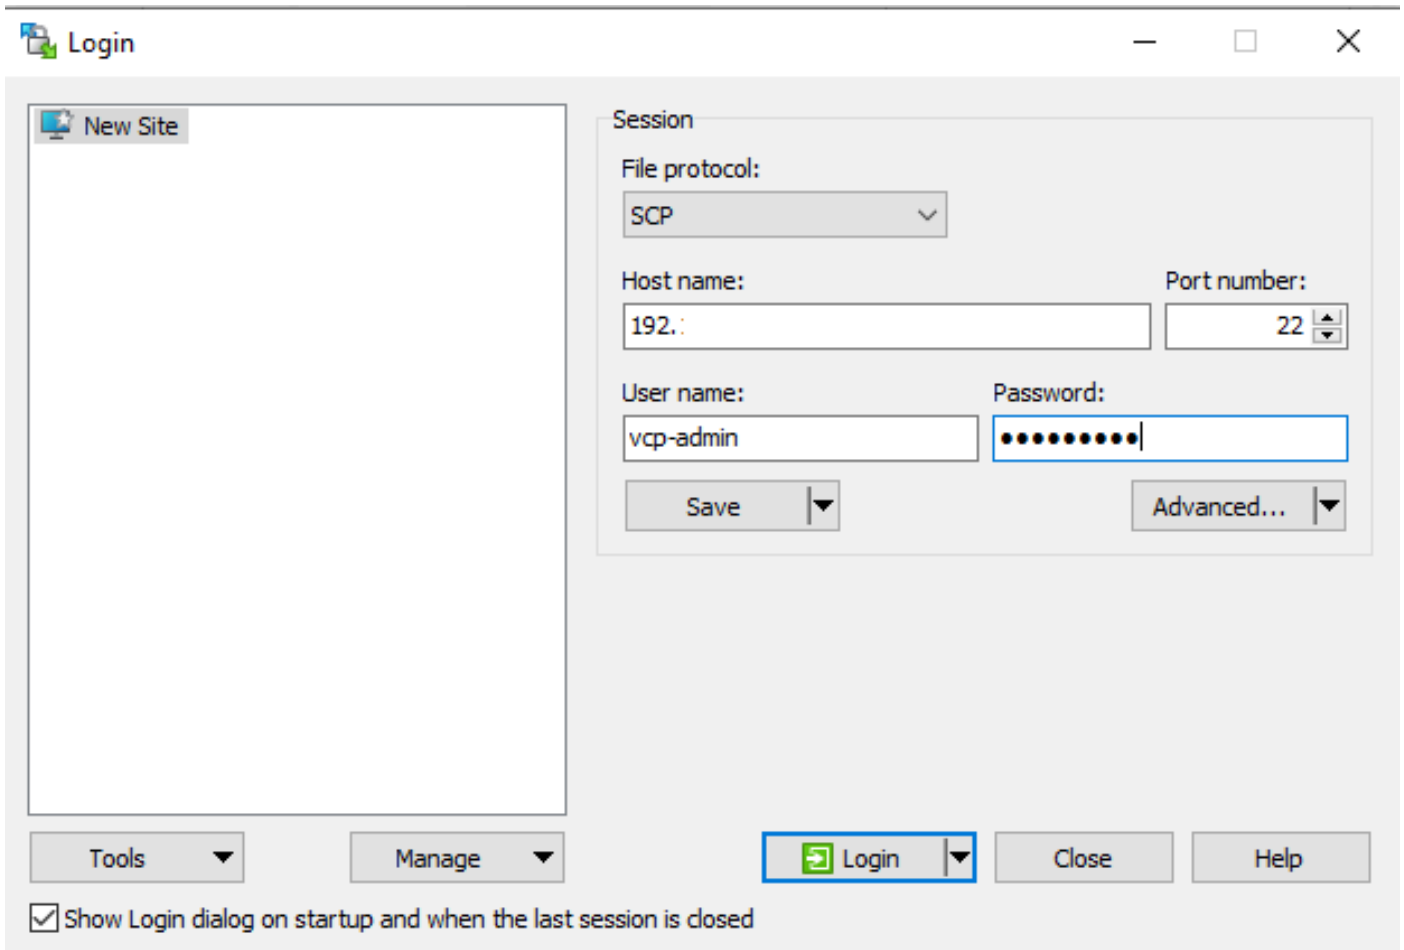 Login
New Site
Session
File protocol:
SCP
Host name:
Port number:
192.
22
User name:
Password:
vcp-admin
●●●●●●●●●
Save
Advanced...
Tools
Manage
Login
Close
Help
Show Login dialog on startup and when the last session is closed